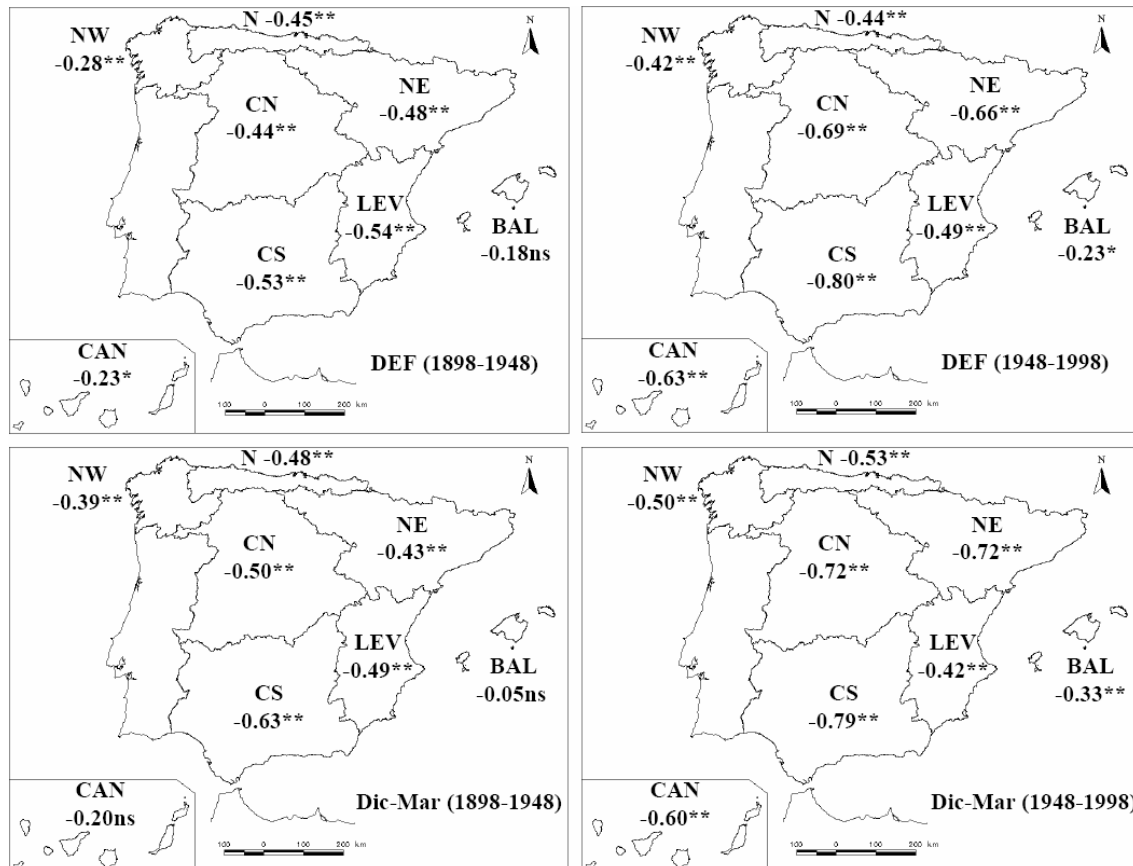 N -0.45**
N
NW
-0.28**
NE
-0.48**
CN
-0.44**
LEV
-0.54**
BAL
-0.18ns
CS
-0.53**
CAN
-0.23*
DEF (1898-1948)
100 0 100 200 km
N -0.44**
N
NW
-0.42**
NE
-0.66**
CN
-0.69**
LEV
-0.49**
BAL
-0.23*
CS
-0.80**
CAN
-0.63**
DEF (1948-1998)
100 0 100 200 km
N -0.48**
N
NW
-0.39**
NE
-0.43**
CN
-0.50**
LEV
-0.49**
BAL
-0.05ns
CS
-0.63**
CAN
-0.20ns
Dic-Mar (1898-1948)
100 0 100 200 km
N -0.53**
N
NW
-0.50**
NE
-0.72**
CN
-0.72**
LEV
-0.42**
BAL
-0.33**
CS
-0.79**
CAN
-0.60**
Dic-Mar (1948-1998)
100 0 100 200 km